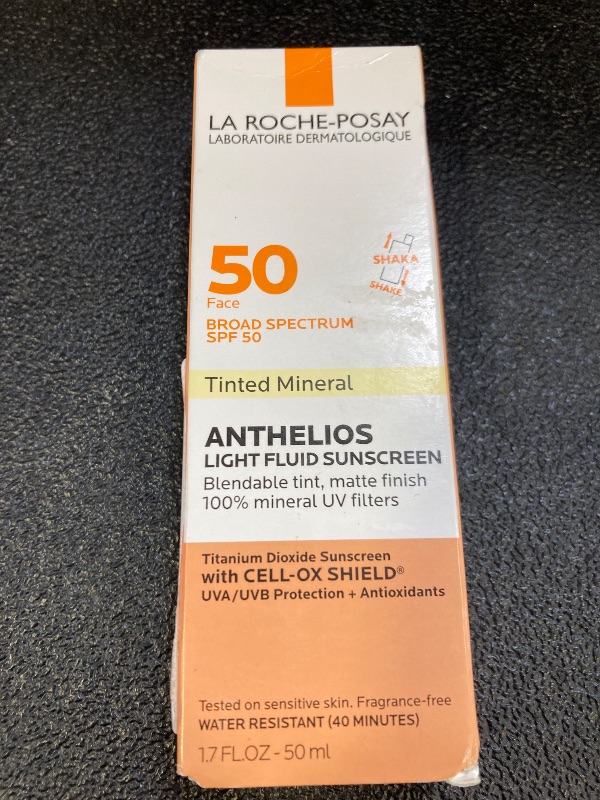 LA ROCHE-POSAY
LABORATOIRE DERMATOLOGIQUE
50
Face
BROAD SPECTRUM
SPF 50
SHAKA
SHAKE
Tinted Mineral
ANTHELIOS
LIGHT FLUID SUNSCREEN
Blendable tint, matte finish
100% mineral UV filters
Titanium Dioxide Sunscreen
with CELL-OX SHIELD®
UVA/UVB Protection + Antioxidants
Tested on sensitive skin. Fragrance-free
WATER RESISTANT (40 MINUTES)
1.7 FL.OZ - 50 ml